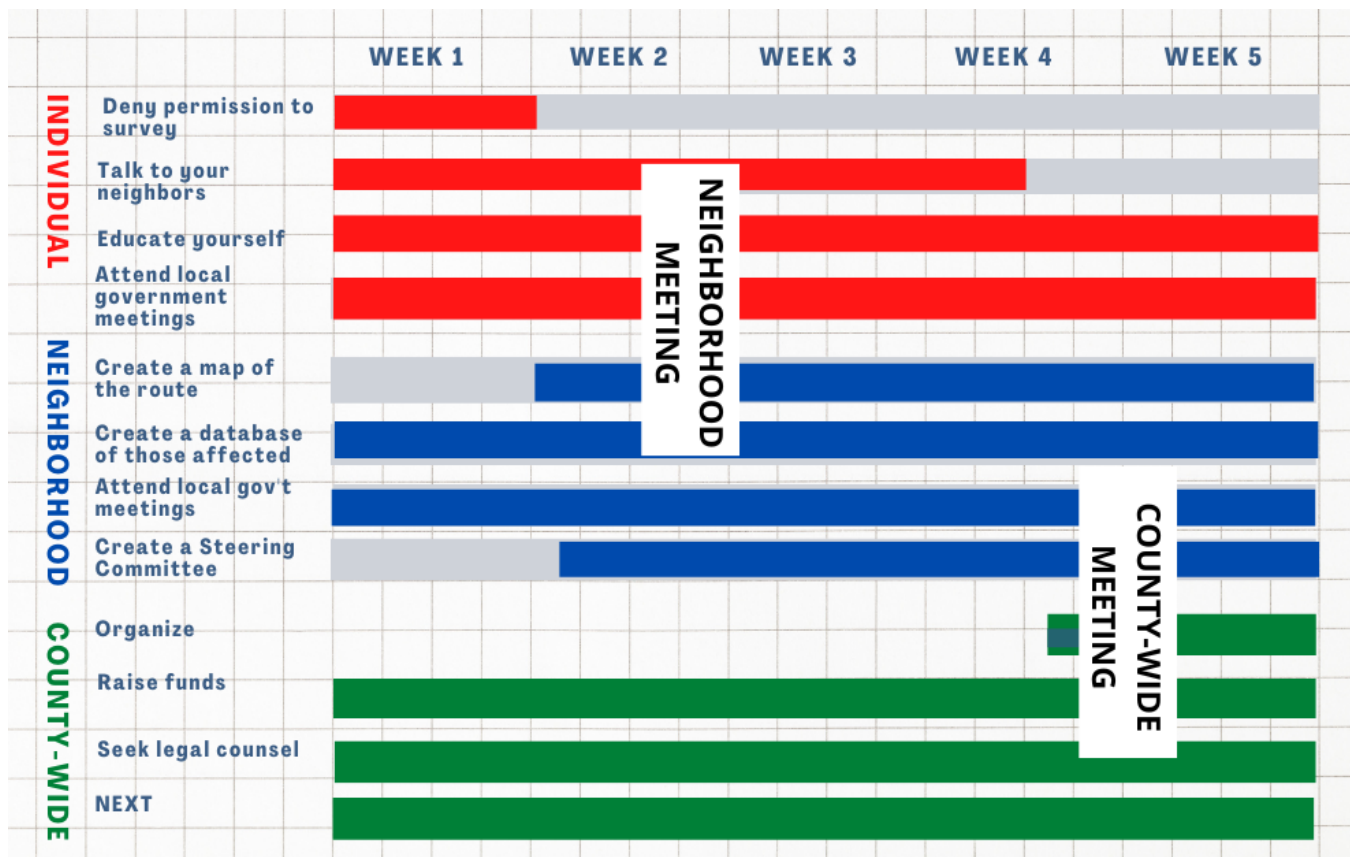 WEEK 1 WEEK 2 WEEK 3 WEEK 4 WEEK 5
INDIVIDUAL
Deny permission to
survey
Talk to your
neighbors
Educate yourself
Attend local
government
meetings
NEIGHBORHOOD
MEETING
NEIGHBORHOOD
Create a map of
the route
Create a database
of those affected
Attend local gov't
meetings
Create a Steering
Committee
COUNTY-WIDE
MEETING
COUNTY-WIDE
Organize
Raise funds
Seek legal counsel
NEXT